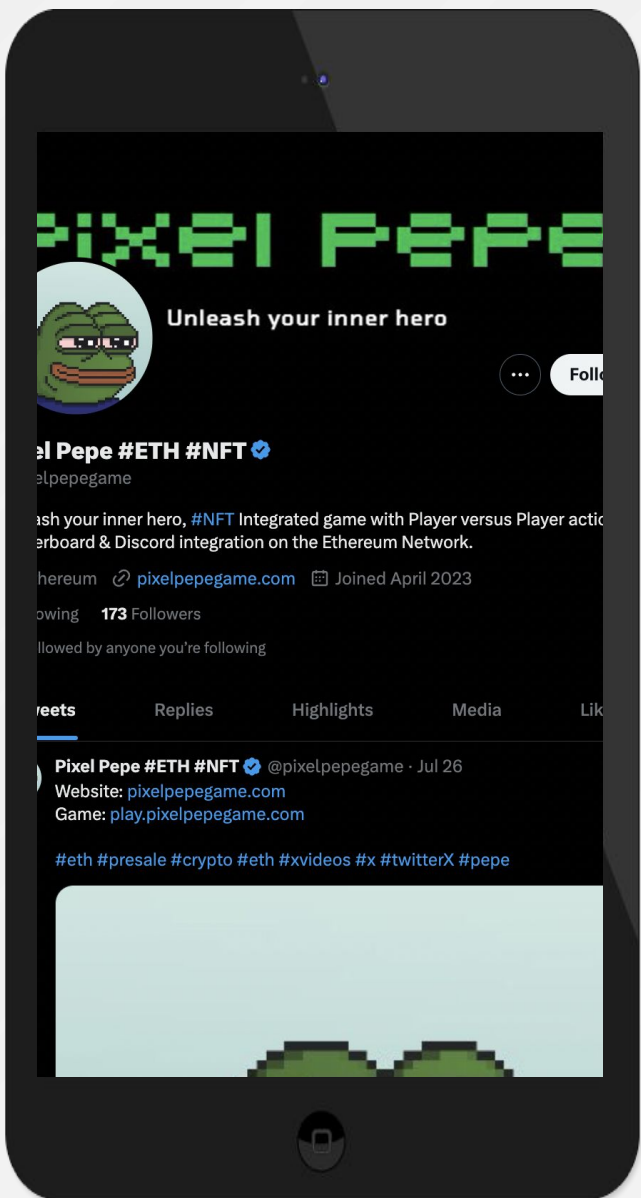 Pixel Pepe
Unleash your inner hero
Follo
el Pepe #ETH #NFT
elpepegame
ash your inner hero, #NFT Integrated game with Player versus Player actio
erboard & Discord integration on the Ethereum Network.
hereum pixelpepegame.com Joined April 2023
owing 173 Followers
llowed by anyone you're following
eets Replies Highlights Media Lik
Pixel Pepe #ETH #NFT @pixelpepegame · Jul 26
Website: pixelpepegame.com
Game: play.pixelpepegame.com
#eth #presale #crypto #eth #xvideos #x #twitterX #pepe